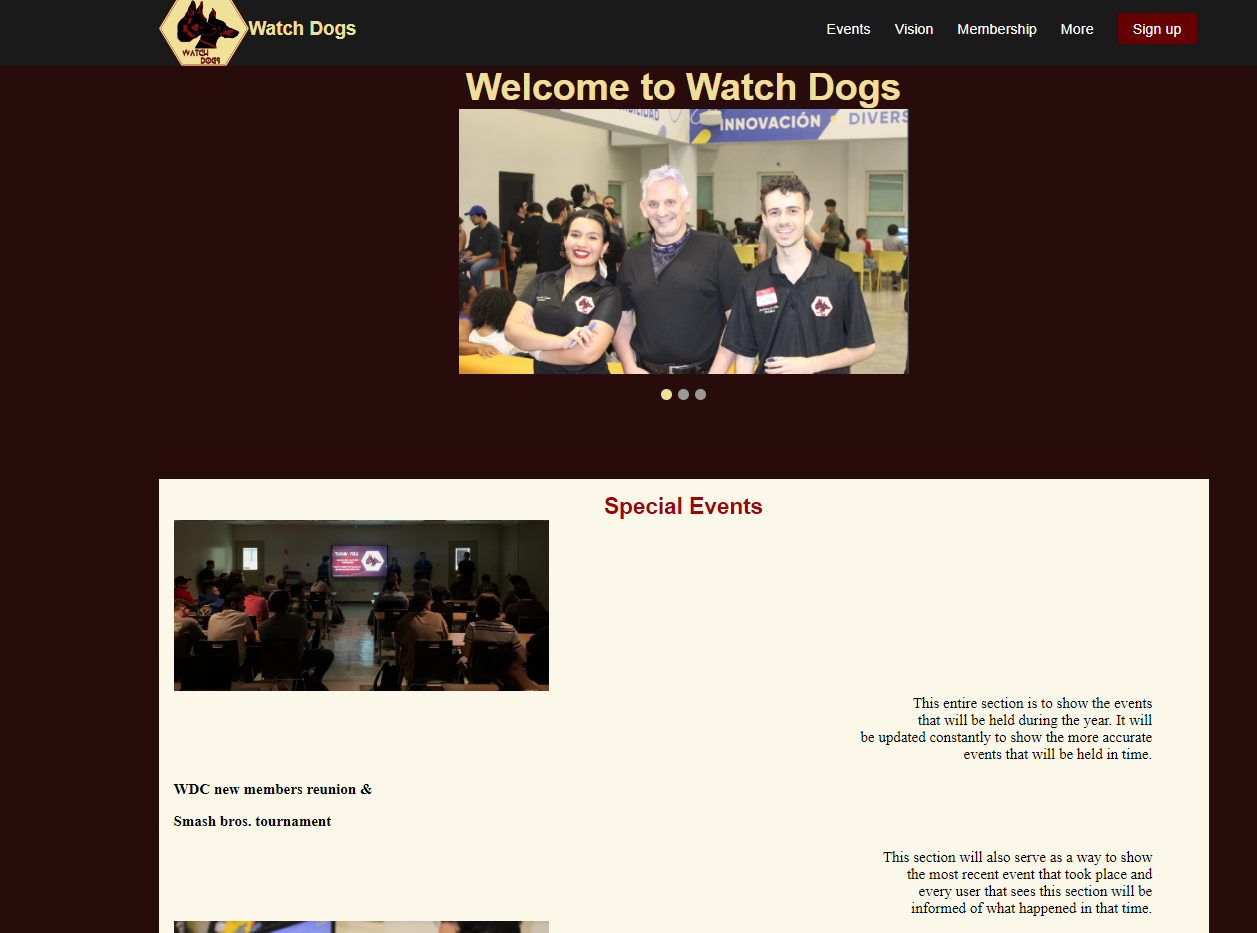 WATCH
DOGS
Watch Dogs
Events
Vision
Membership
More
Sign up
Welcome to Watch Dogs
INNOVACIÓN
DIVERS
Special Events
THANK YOU
This entire section is to show the events
that will be held during the year. It will
be updated constantly to show the more accurate
events that will be held in time.
WDC new members reunion &
Smash bros. tournament
This section will also serve as a way to show
the most recent event that took place and
every user that sees this section will be
informed of what happened in that time.